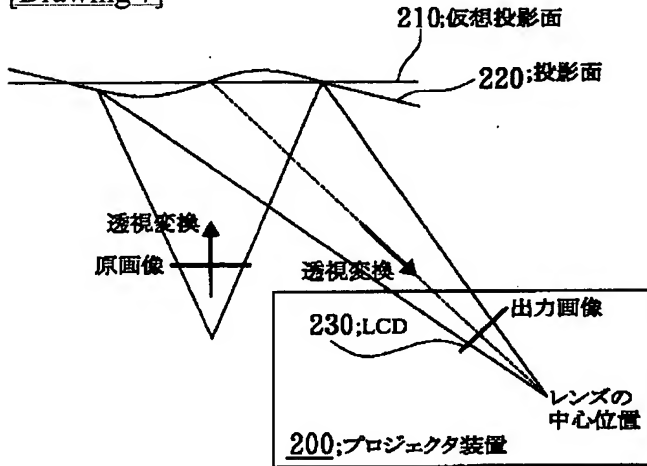 [Drawing 7]
210;仮想投影面
220;投影面
透視変換
原画像
透視変換
出力画像
230;LCD
レンズの
中心位置
200;プロジェクタ装置